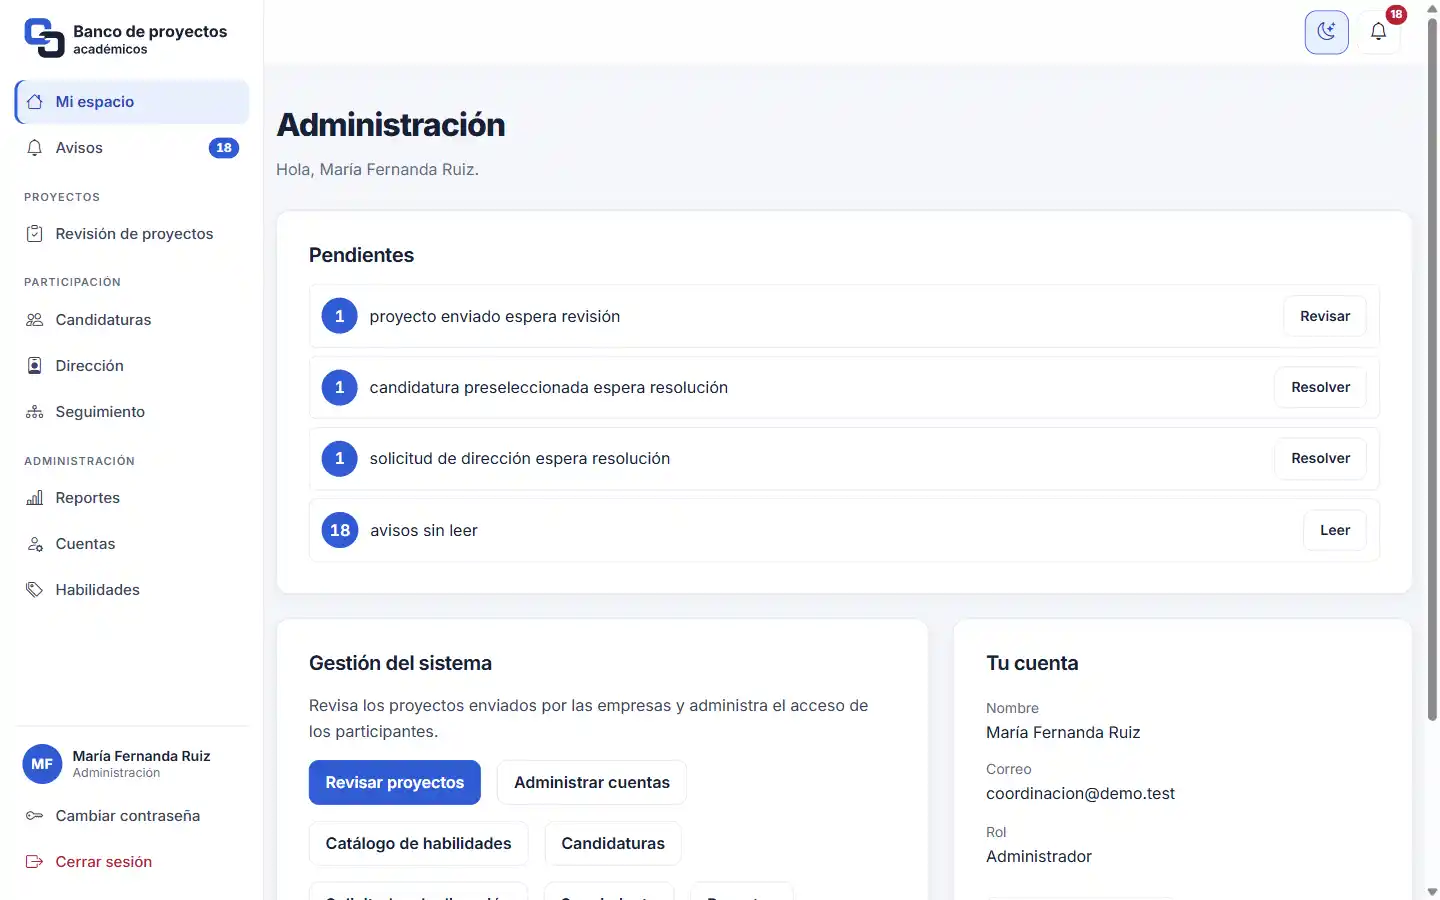 Banco de proyectos
académicos
18
Mi espacio
Avisos
18
PROYECTOS
Revisión de proyectos
PARTICIPACIÓN
Candidaturas
Dirección
Seguimiento
ADMINISTRACIÓN
Reportes
Cuentas
Habilidades
MF
María Fernanda Ruiz
Administración
Cambiar contraseña
Cerrar sesión
Administración
Hola, María Fernanda Ruiz.
Pendientes
1 proyecto enviado espera revisión Revisar
1 candidatura preseleccionada espera resolución Resolver
1 solicitud de dirección espera resolución Resolver
18 avisos sin leer Leer
Gestión del sistema
Revisa los proyectos enviados por las empresas y administra el acceso de
los participantes.
Revisar proyectos Administrar cuentas
Catálogo de habilidades Candidaturas
Tu cuenta
Nombre
María Fernanda Ruiz
Correo
coordinacion@demo.test
Rol
Administrador